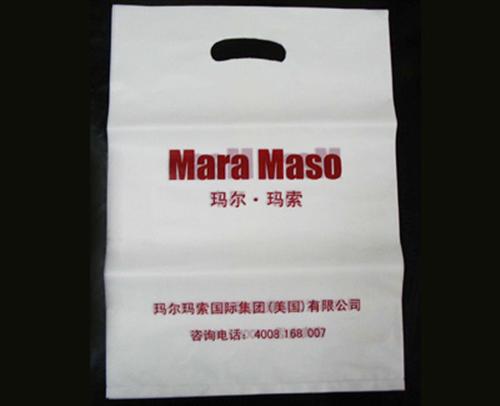 Mara Maso
玛尔·玛索
玛尔玛索国际集团(美国)有限公司
咨询电话: 4008 168 007